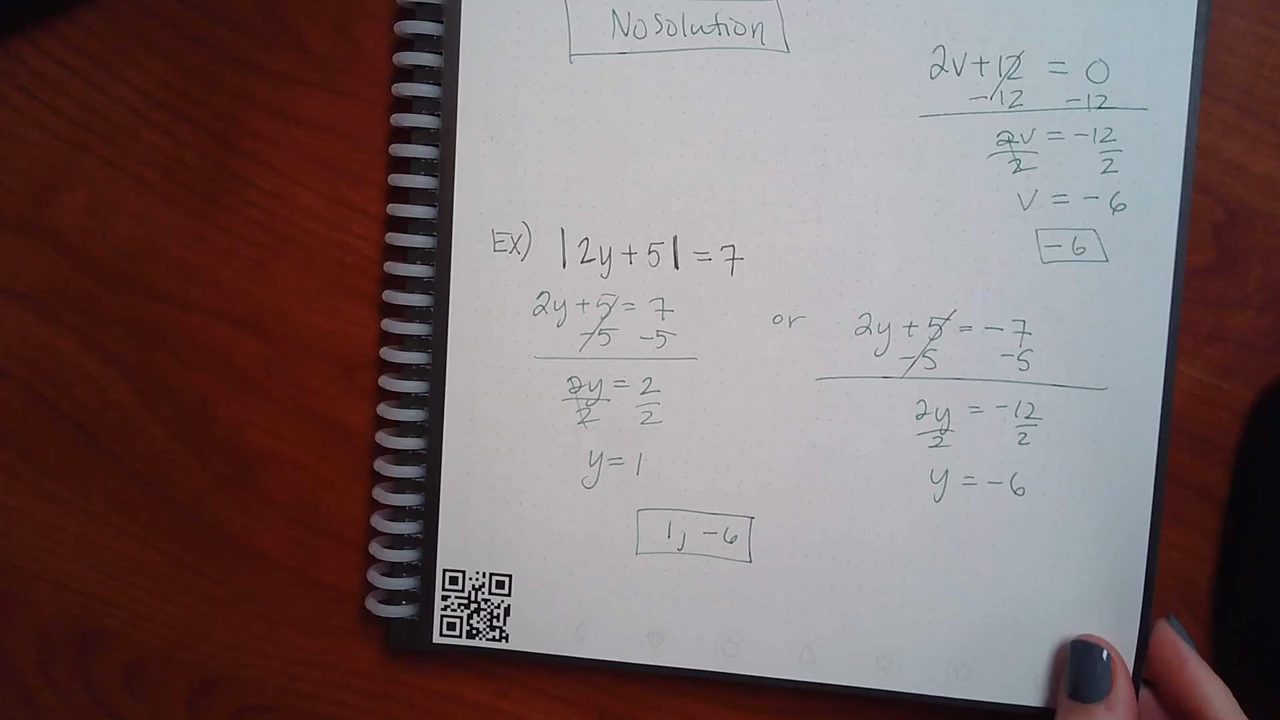 No solution
2v+12 = 0
-12 -12
2v = -12
2 2
v = -6
-6
Ex) |2y+5| = 7
2y+5 = 7 or 2y+5 = -7
-5 -5 -5 -5
2y = 2 2y = -12
2 2 2 2
y = 1 y = -6
1, -6